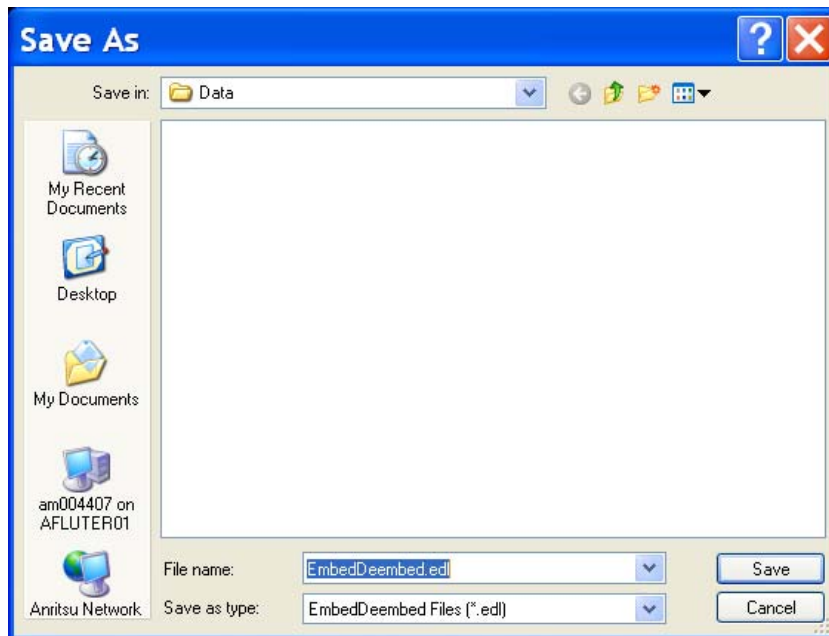 Save As
Save in: Data
My Recent
Documents
Desktop
My Documents
am004407 on
AFLUTER01
Anritsu Network
File name: EmbedDeembed.edl
Save as type: EmbedDeembed Files (*.edl)
Save
Cancel